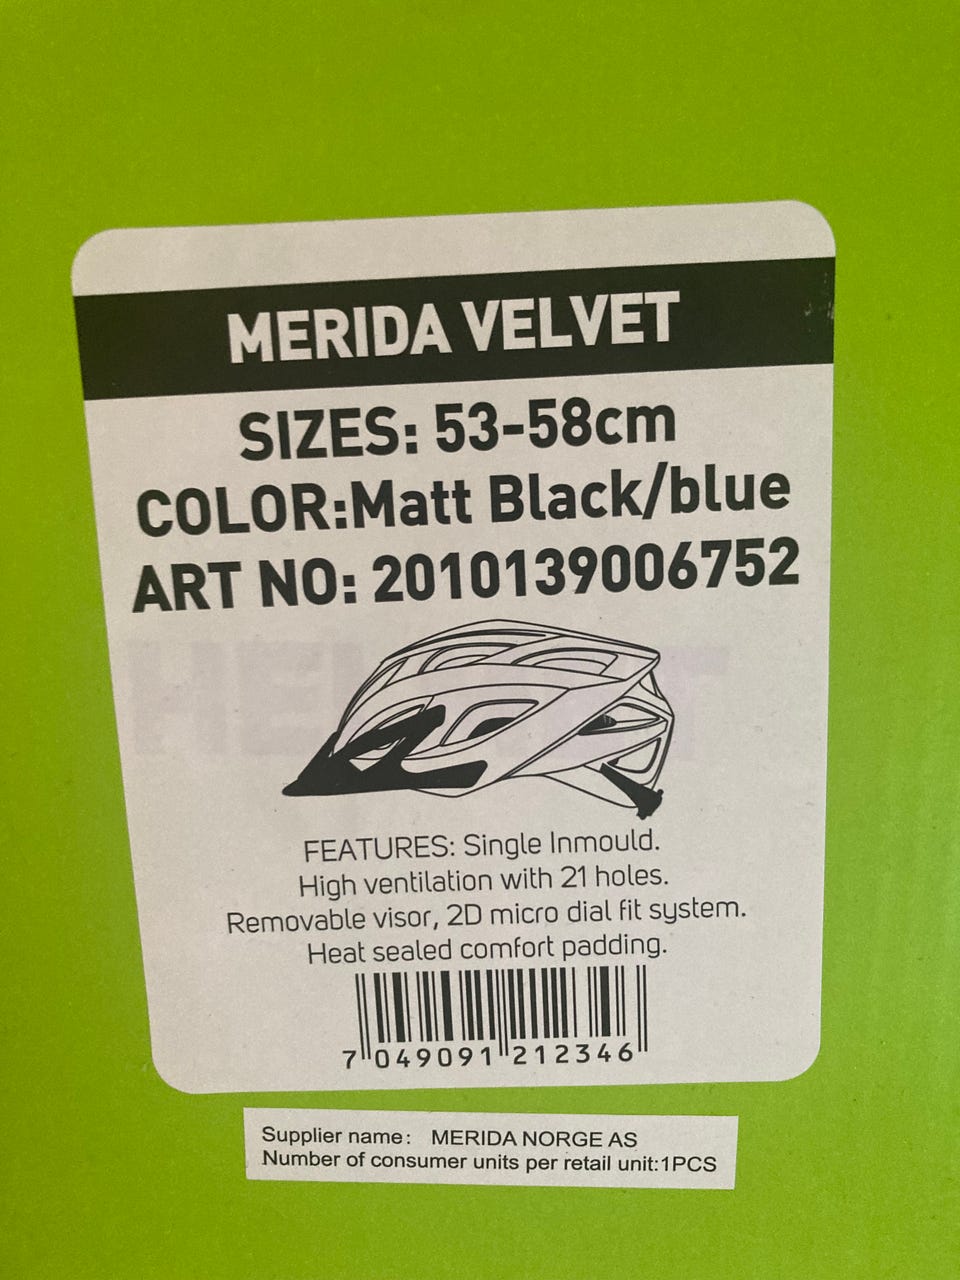 MERIDA VELVET
SIZES: 53-58cm
COLOR:Matt Black/blue
ART NO: 2010139006752
FEATURES: Single Inmould.
High ventilation with 21 holes.
Removable visor, 2D micro dial fit system.
Heat sealed comfort padding.
7 049091 212346
Supplier name: MERIDA NORGE AS
Number of consumer units per retail unit:1PCS